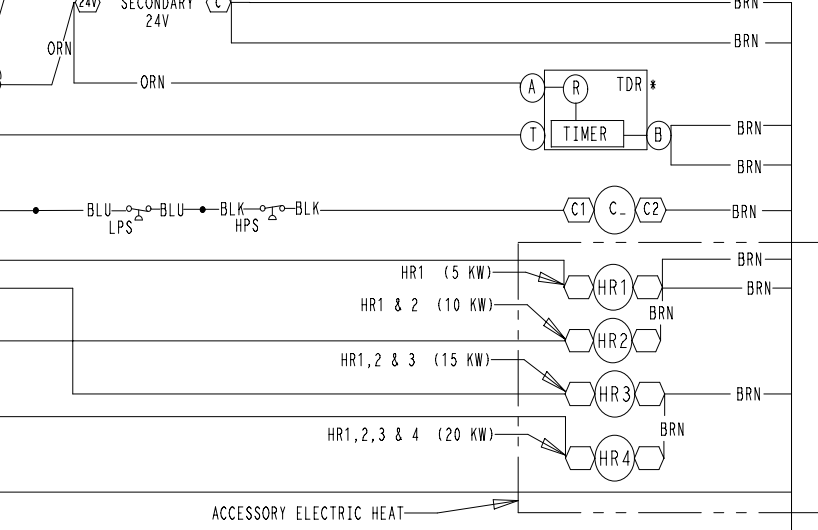 24V SECONDARY C BRN
24V
ORN BRN
ORN A R TDR *
T TIMER B BRN
BRN
BLU BLU BLK BLK C1 C_ C2 BRN
LPS HPS
HR1 (5 KW) BRN
HR1 BRN
HR1 & 2 (10 KW) BRN
HR2
HR1,2 & 3 (15 KW)
HR3 BRN
HR1,2,3 & 4 (20 KW) BRN
HR4
ACCESSORY ELECTRIC HEAT